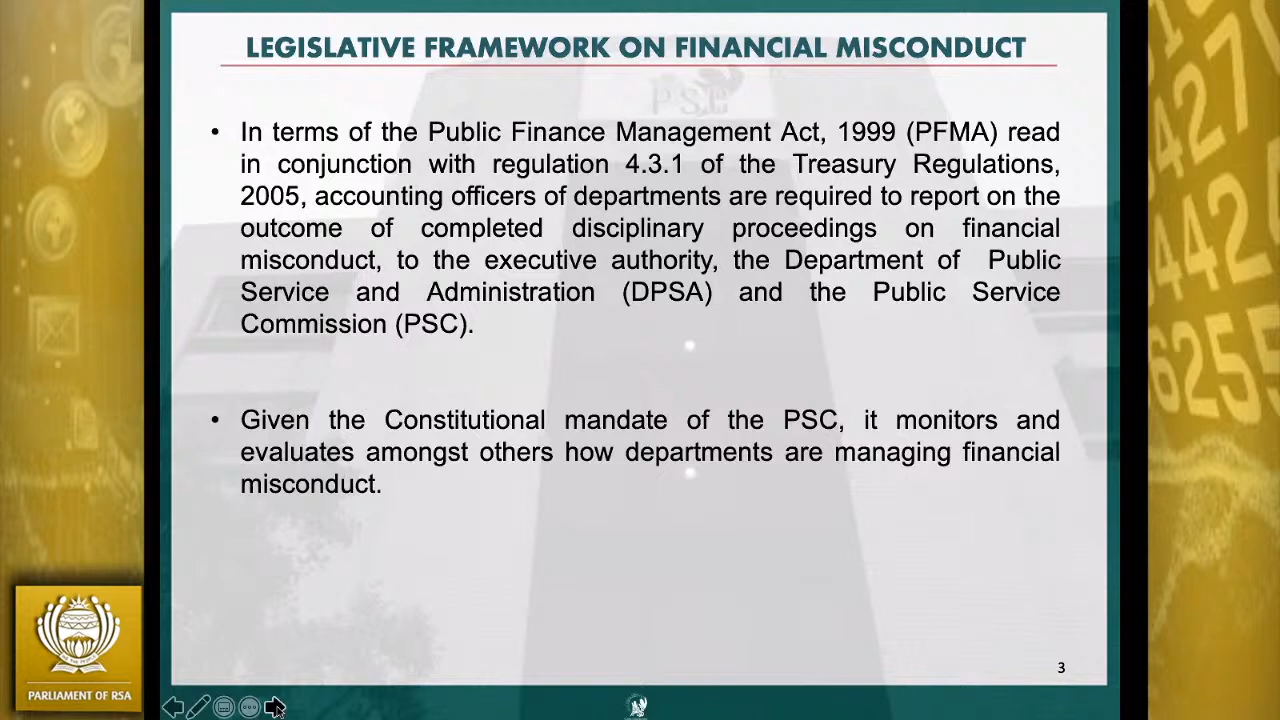 LEGISLATIVE FRAMEWORK ON FINANCIAL MISCONDUCT
PSC
• In terms of the Public Finance Management Act, 1999 (PFMA) read
in conjunction with regulation 4.3.1 of the Treasury Regulations,
2005, accounting officers of departments are required to report on the
outcome of completed disciplinary proceedings on financial
misconduct, to the executive authority, the Department of Public
Service and Administration (DPSA) and the Public Service
Commission (PSC).
• Given the Constitutional mandate of the PSC, it monitors and
evaluates amongst others how departments are managing financial
misconduct.
3
PARLIAMENT OF RSA
427
442
6255